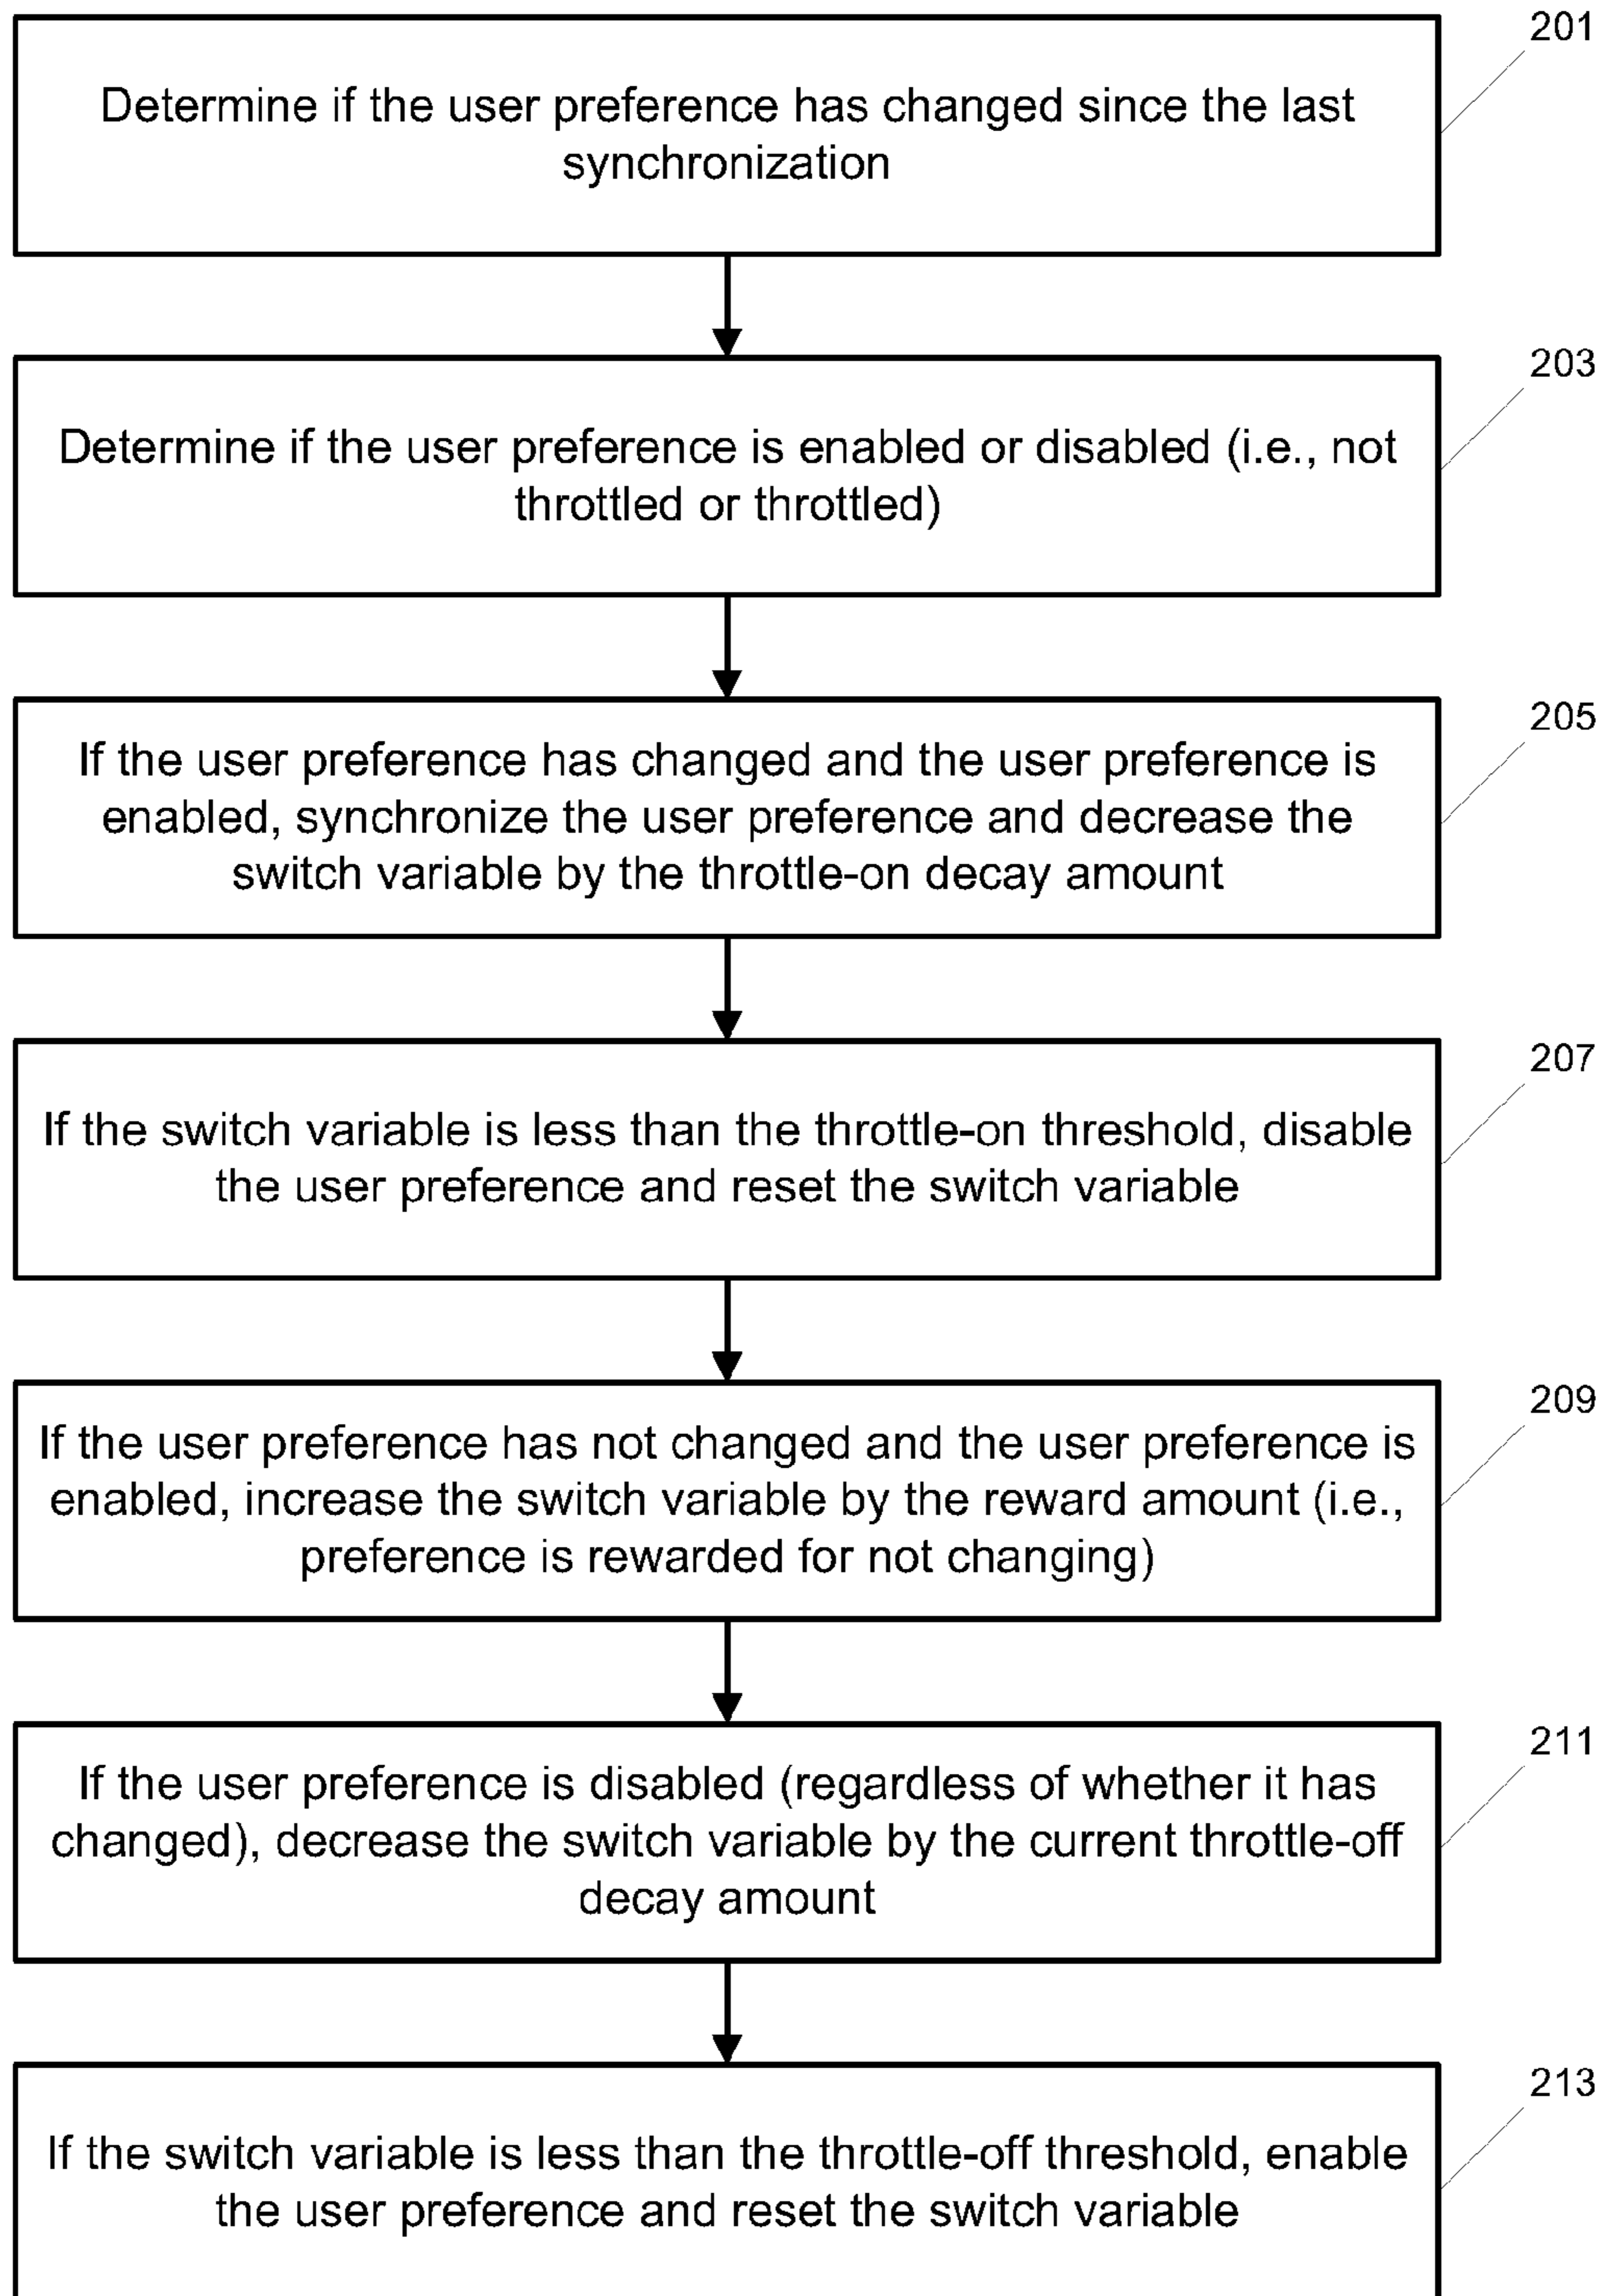 201
Determine if the user preference has changed since the last
synchronization
203
Determine if the user preference is enabled or disabled (i.e., not
throttled or throttled)
205
If the user preference has changed and the user preference is
enabled, synchronize the user preference and decrease the
switch variable by the throttle-on decay amount
207
If the switch variable is less than the throttle-on threshold, disable
the user preference and reset the switch variable
209
If the user preference has not changed and the user preference is
enabled, increase the switch variable by the reward amount (i.e.,
preference is rewarded for not changing)
211
If the user preference is disabled (regardless of whether it has
changed), decrease the switch variable by the current throttle-off
decay amount
213
If the switch variable is less than the throttle-off threshold, enable
the user preference and reset the switch variable